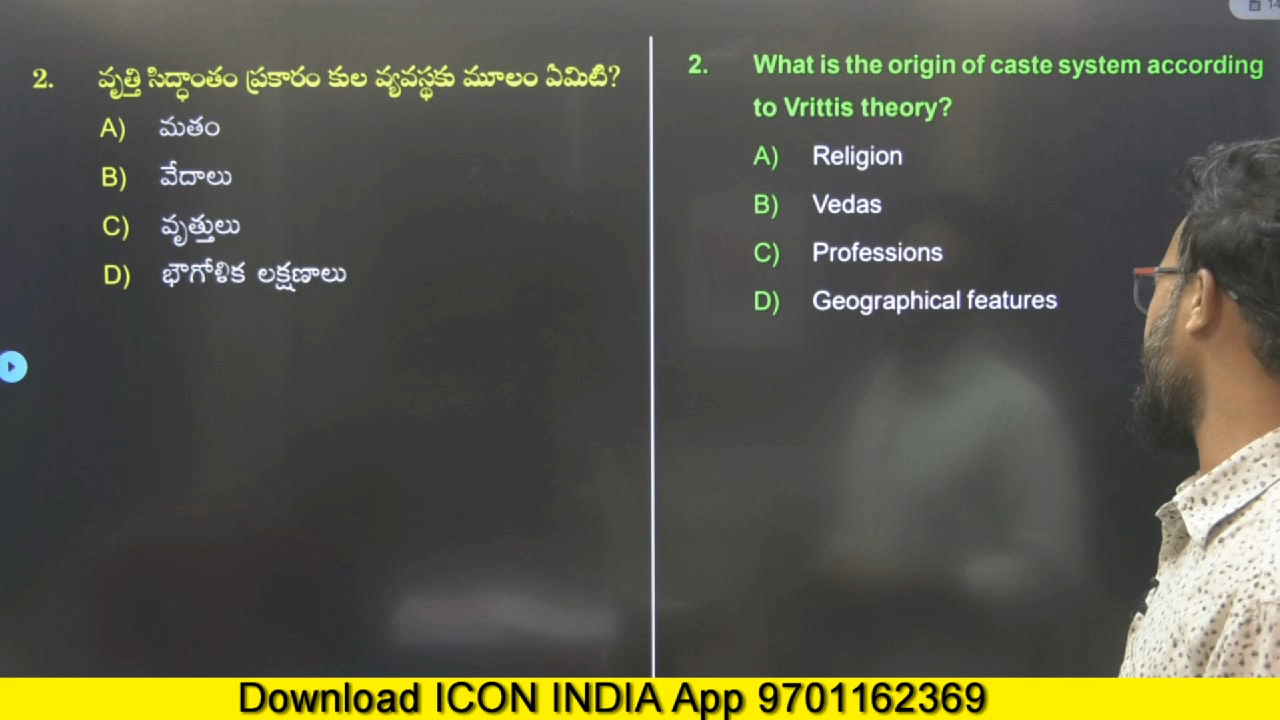 14
2. వృత్తి సిద్ధాంతం ప్రకారం కుల వ్యవస్థకు మూలం ఏమిటి?
A) మతం
B) వేదాలు
C) వృత్తులు
D) భౌగోళిక లక్షణాలు
2. What is the origin of caste system according
to Vrittis theory?
A) Religion
B) Vedas
C) Professions
D) Geographical features
Download ICON INDIA App 9701162369